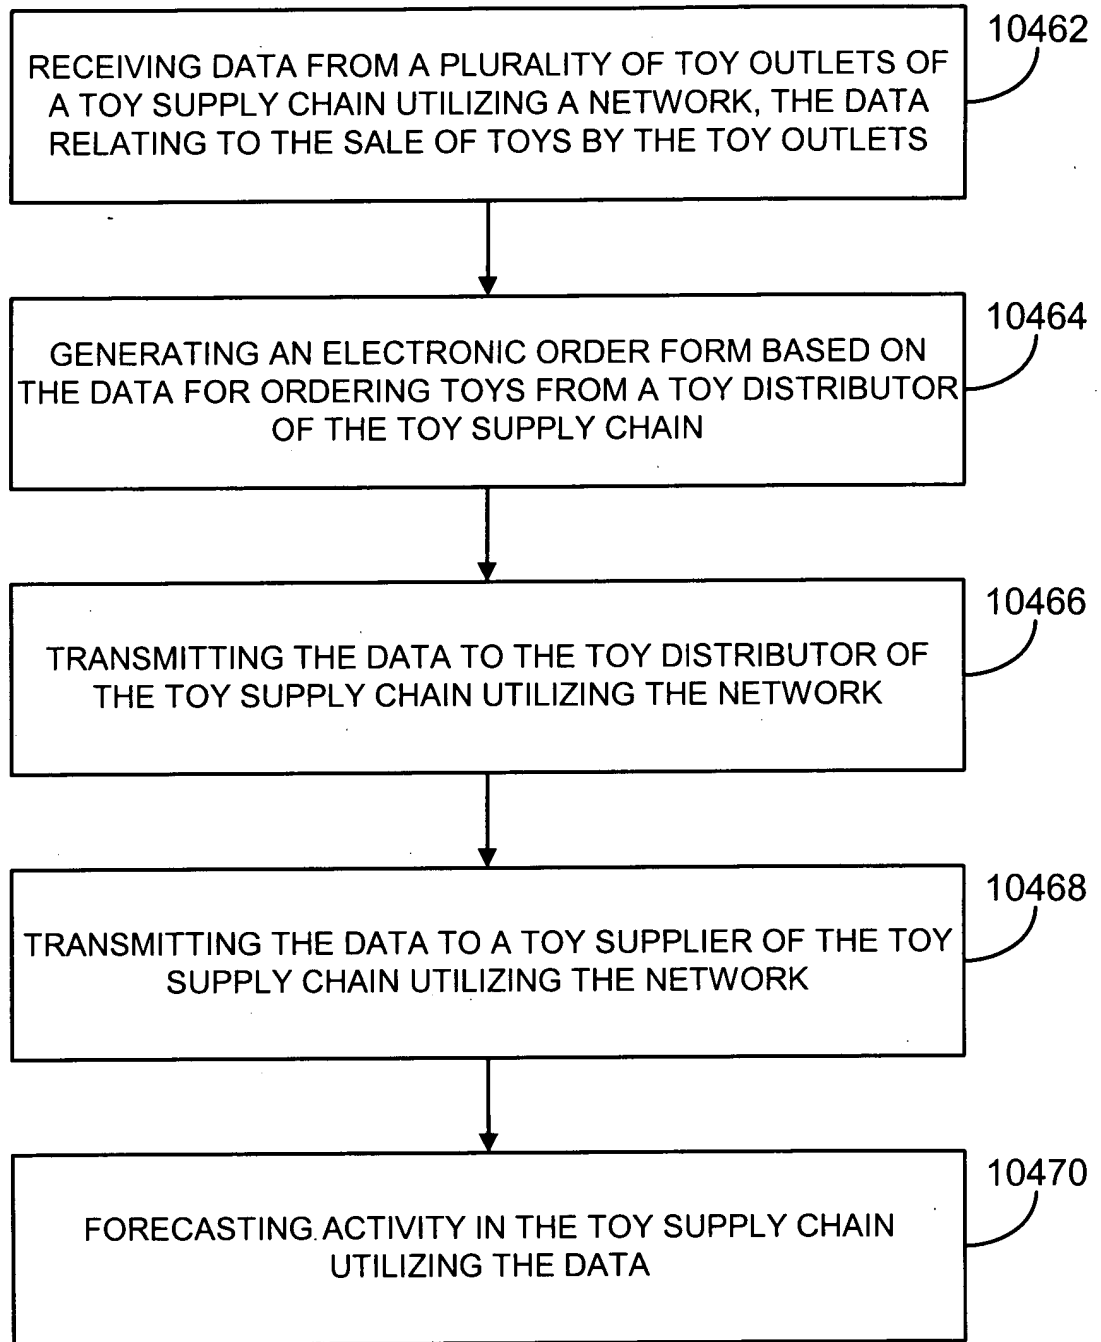 10462
RECEIVING DATA FROM A PLURALITY OF TOY OUTLETS OF
A TOY SUPPLY CHAIN UTILIZING A NETWORK, THE DATA
RELATING TO THE SALE OF TOYS BY THE TOY OUTLETS
10464
GENERATING AN ELECTRONIC ORDER FORM BASED ON
THE DATA FOR ORDERING TOYS FROM A TOY DISTRIBUTOR
OF THE TOY SUPPLY CHAIN
10466
TRANSMITTING THE DATA TO THE TOY DISTRIBUTOR OF
THE TOY SUPPLY CHAIN UTILIZING THE NETWORK
10468
TRANSMITTING THE DATA TO A TOY SUPPLIER OF THE TOY
SUPPLY CHAIN UTILIZING THE NETWORK
10470
FORECASTING ACTIVITY IN THE TOY SUPPLY CHAIN
UTILIZING THE DATA